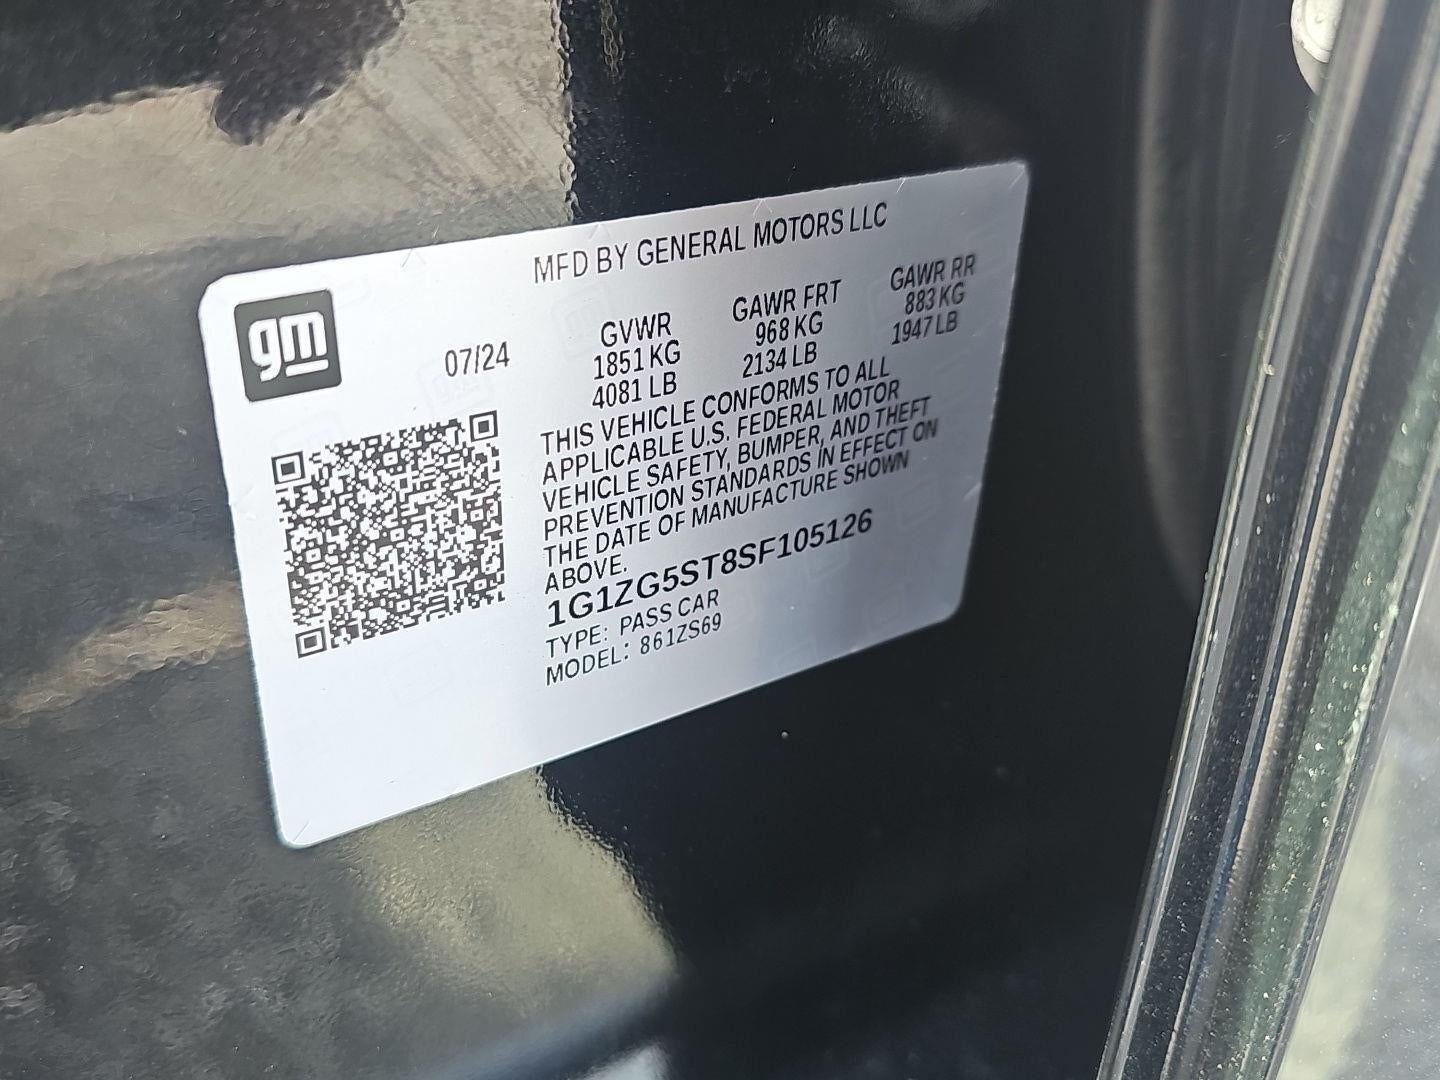 MFD BY GENERAL MOTORS LLC
gm
07/24
GVWR
1851 KG
4081 LB
GAWR FRT
968 KG
2134 LB
GAWR RR
883 KG
1947 LB
THIS VEHICLE CONFORMS TO ALL
APPLICABLE U.S. FEDERAL MOTOR
VEHICLE SAFETY, BUMPER, AND THEFT
PREVENTION STANDARDS IN EFFECT ON
THE DATE OF MANUFACTURE SHOWN
ABOVE.
1G1ZG5ST8SF105126
TYPE: PASS CAR
MODEL: 861ZS69